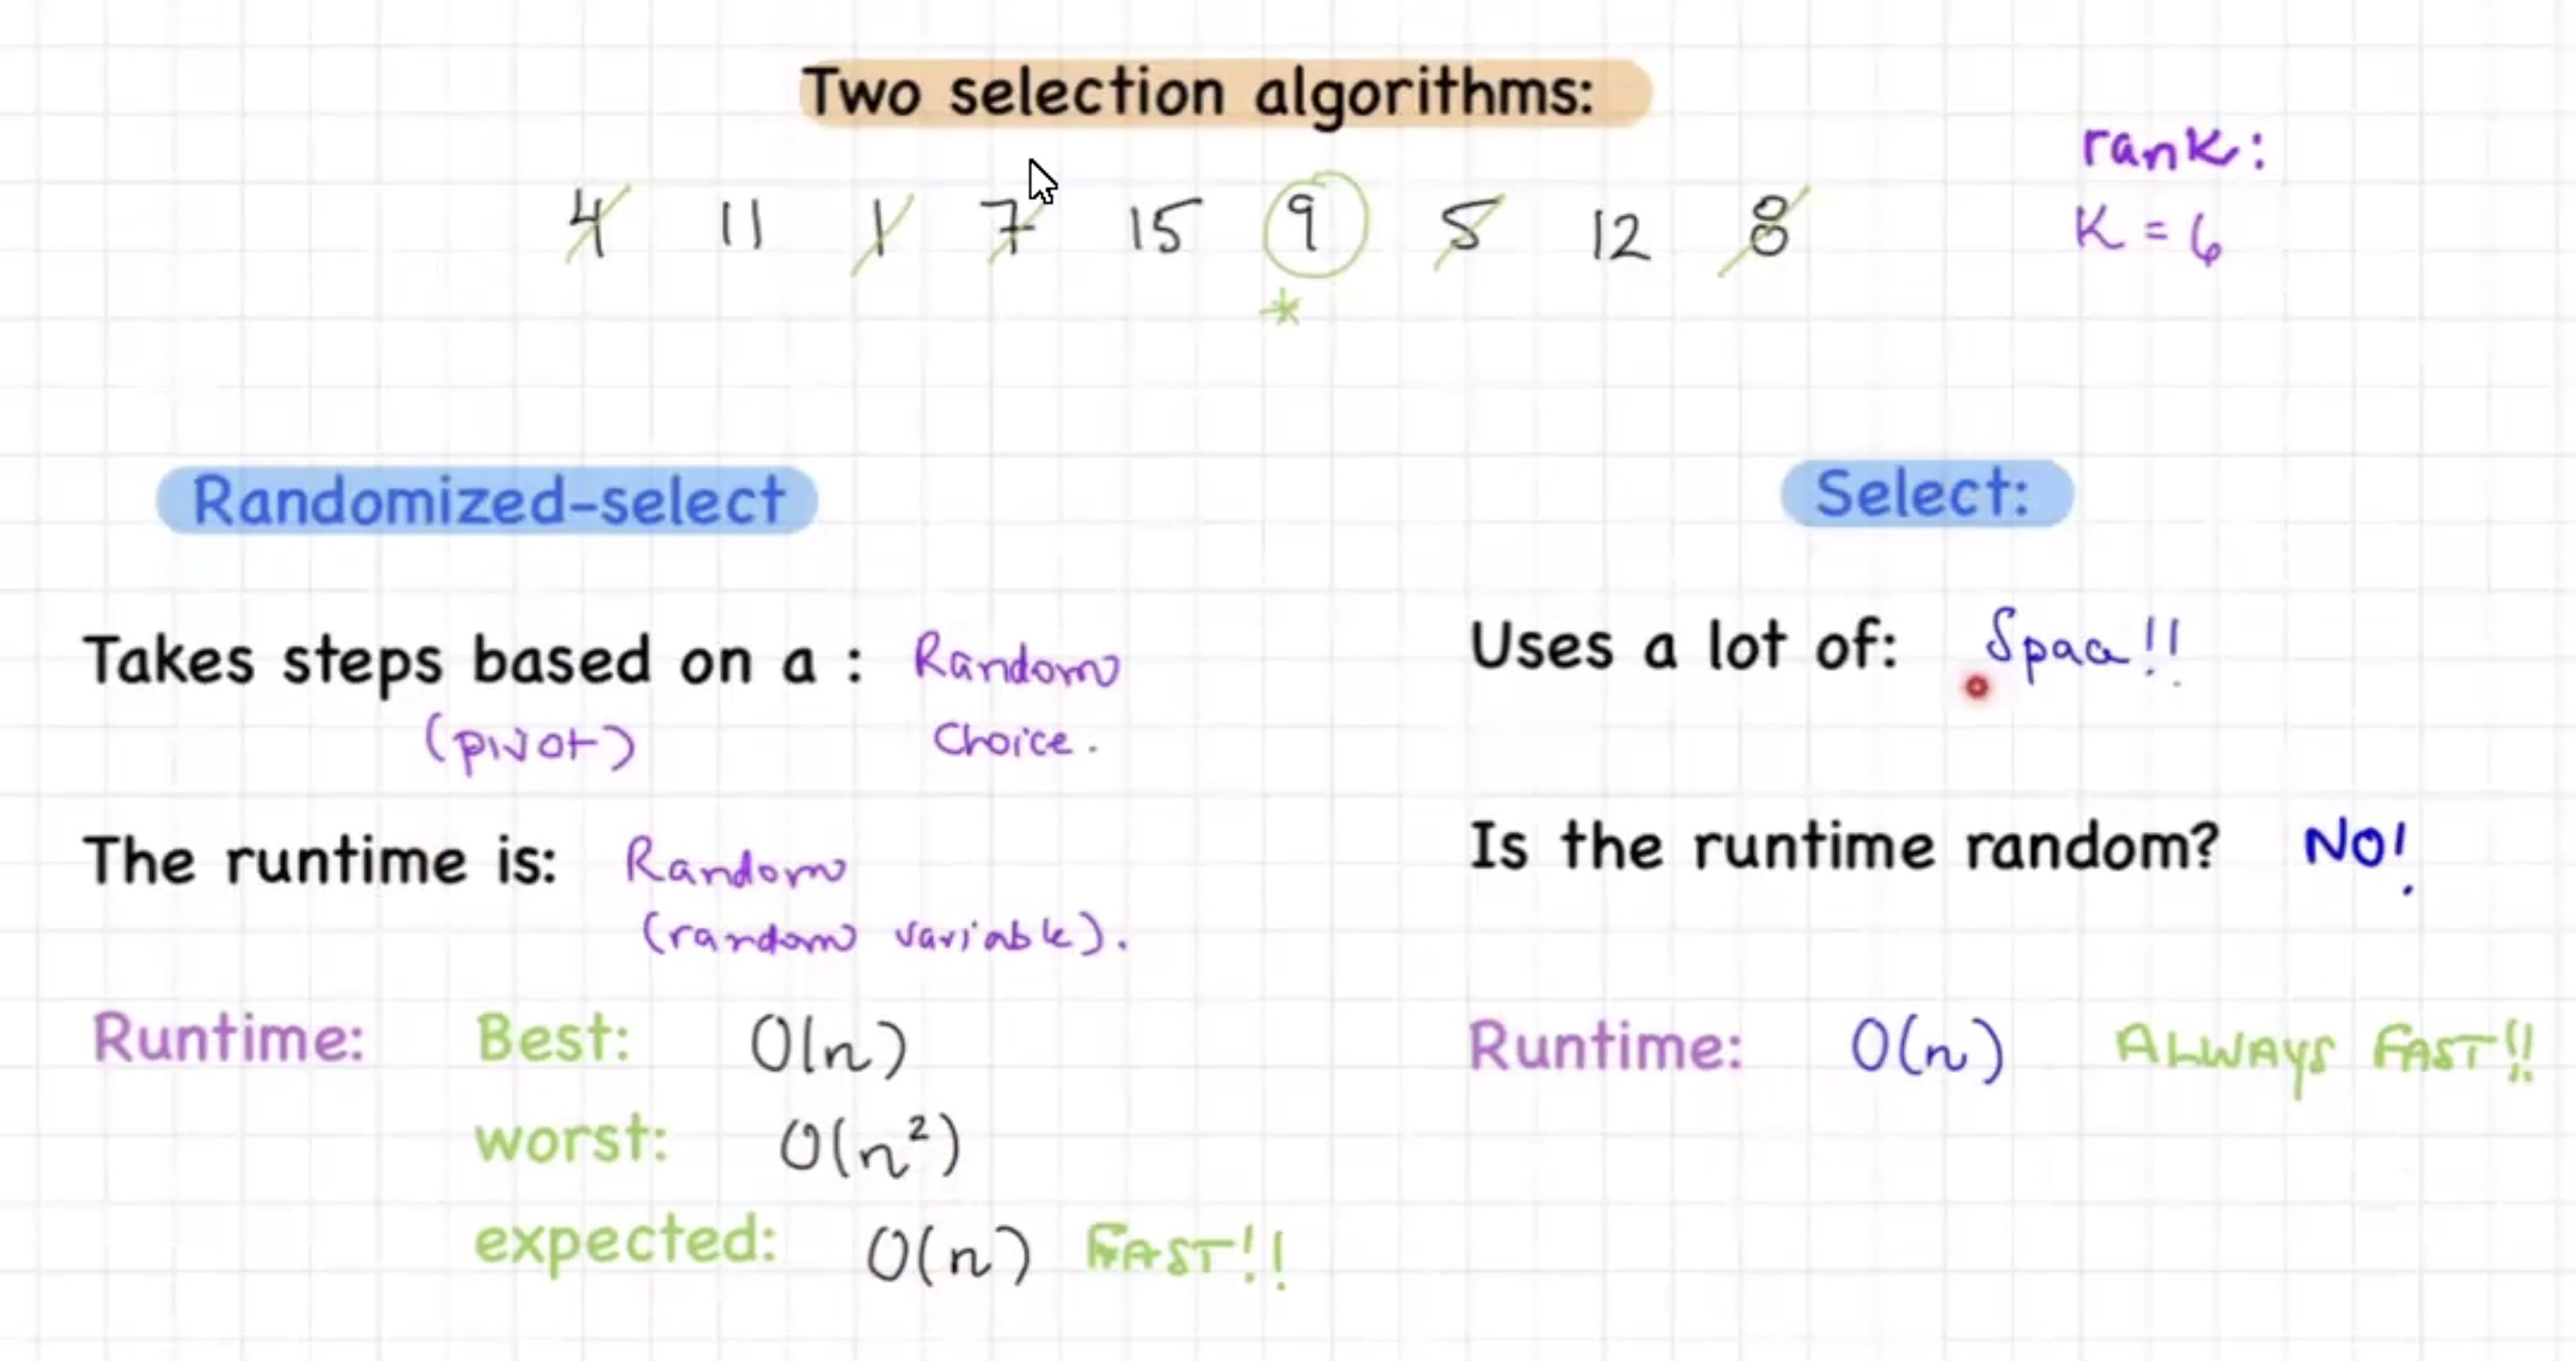 Two selection algorithms:
rank:
4 11 1 7 15 9 5 12 8
K = 6
*
Randomized-select
Select:
Takes steps based on a : Random
(pivot) Choice.
Uses a lot of: Space!!
The runtime is: Random
(random variable).
Is the runtime random? NO!
Runtime: Best: O(n)
worst: O(n²)
expected: O(n) FAST!!
Runtime: O(n) ALWAYS FAST!!